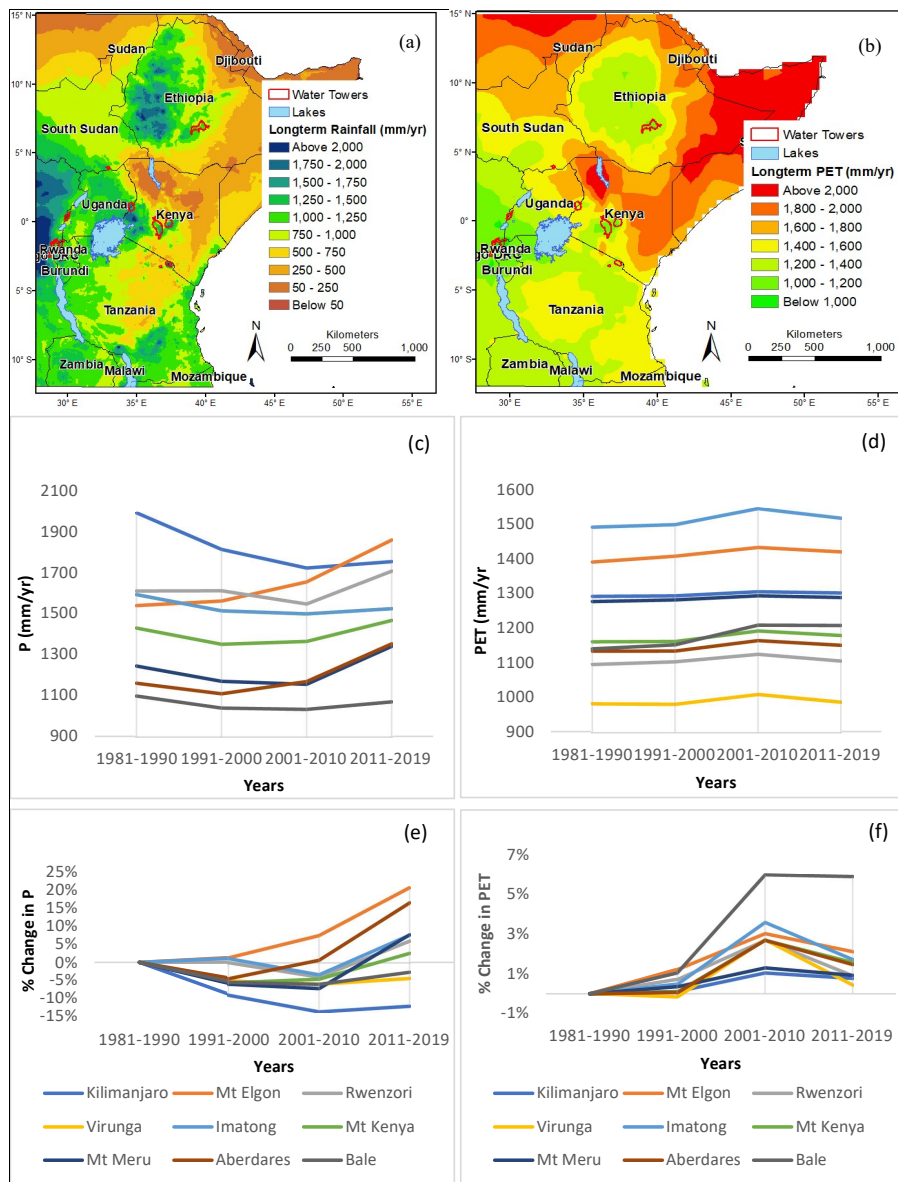 (a)
15° N
10° N
5° N
0°
5° S
10° S
Sudan
Djibouti
Ethiopia
South Sudan
Uganda
Kenya
Rwanda
Burundi
Tanzania
Zambia
Malawi
Mozambique
Water Towers
Lakes
Longterm Rainfall (mm/yr)
Above 2,000
1,750 - 2,000
1,500 - 1,750
1,250 - 1,500
1,000 - 1,250
750 - 1,000
500 - 750
250 - 500
50 - 250
Below 50
N
Kilometers
0 250 500 1,000
30° E 35° E 40° E 45° E 50° E 55° E
(b)
15° N
10° N
5° N
0°
5° S
10° S
Sudan
Djibouti
Ethiopia
South Sudan
Uganda
Kenya
Rwanda
Burundi
Tanzania
Zambia
Malawi
Mozambique
Water Towers
Lakes
Longterm PET (mm/yr)
Above 2,000
1,800 - 2,000
1,600 - 1,800
1,400 - 1,600
1,200 - 1,400
1,000 - 1,200
Below 1,000
N
Kilometers
0 250 500 1,000
30° E 35° E 40° E 45° E 50° E 55° E
(c)
P (mm/yr)
2100
1900
1700
1500
1300
1100
900
1981-1990 1991-2000 2001-2010 2011-2019
Years
(d)
PET (mm/yr)
1600
1500
1400
1300
1200
1100
1000
900
1981-1990 1991-2000 2001-2010 2011-2019
Years
(e)
% Change in P
25%
20%
15%
10%
5%
0%
-5%
-10%
-15%
1981-1990 1991-2000 2001-2010 2011-2019
Years
Kilimanjaro Mt Elgon Rwenzori
Virunga Imatong Mt Kenya
Mt Meru Aberdares Bale
(f)
% Change in PET
7%
5%
3%
1%
-1%
1981-1990 1991-2000 2001-2010 2011-2019
Years
Kilimanjaro Mt Elgon Rwenzori
Virunga Imatong Mt Kenya
Mt Meru Aberdares Bale